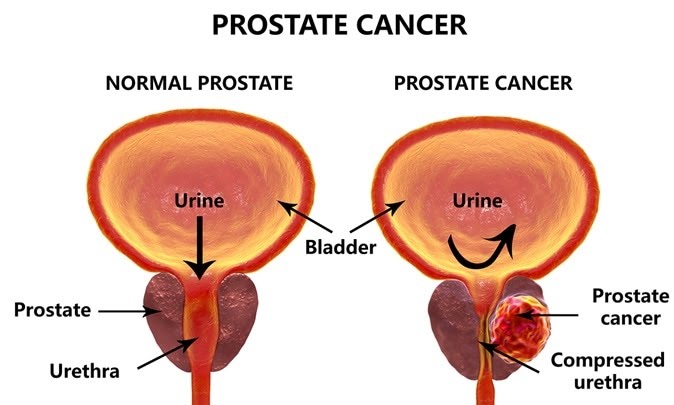 PROSTATE CANCER
NORMAL PROSTATE
PROSTATE CANCER
Urine
Urine
Bladder
Prostate
Urethra
Prostate
cancer
Compressed
urethra